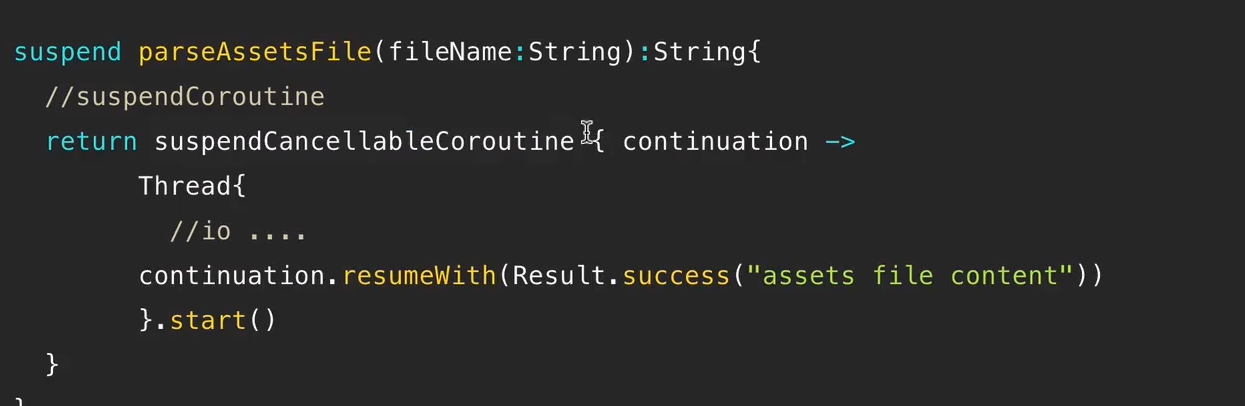 suspend parseAssetsFile(fileName:String):String{
//suspendCoroutine
return suspendCancellableCoroutine { continuation ->
Thread{
//io ....
continuation.resumeWith(Result.success("assets file content"))
}.start()
}
}